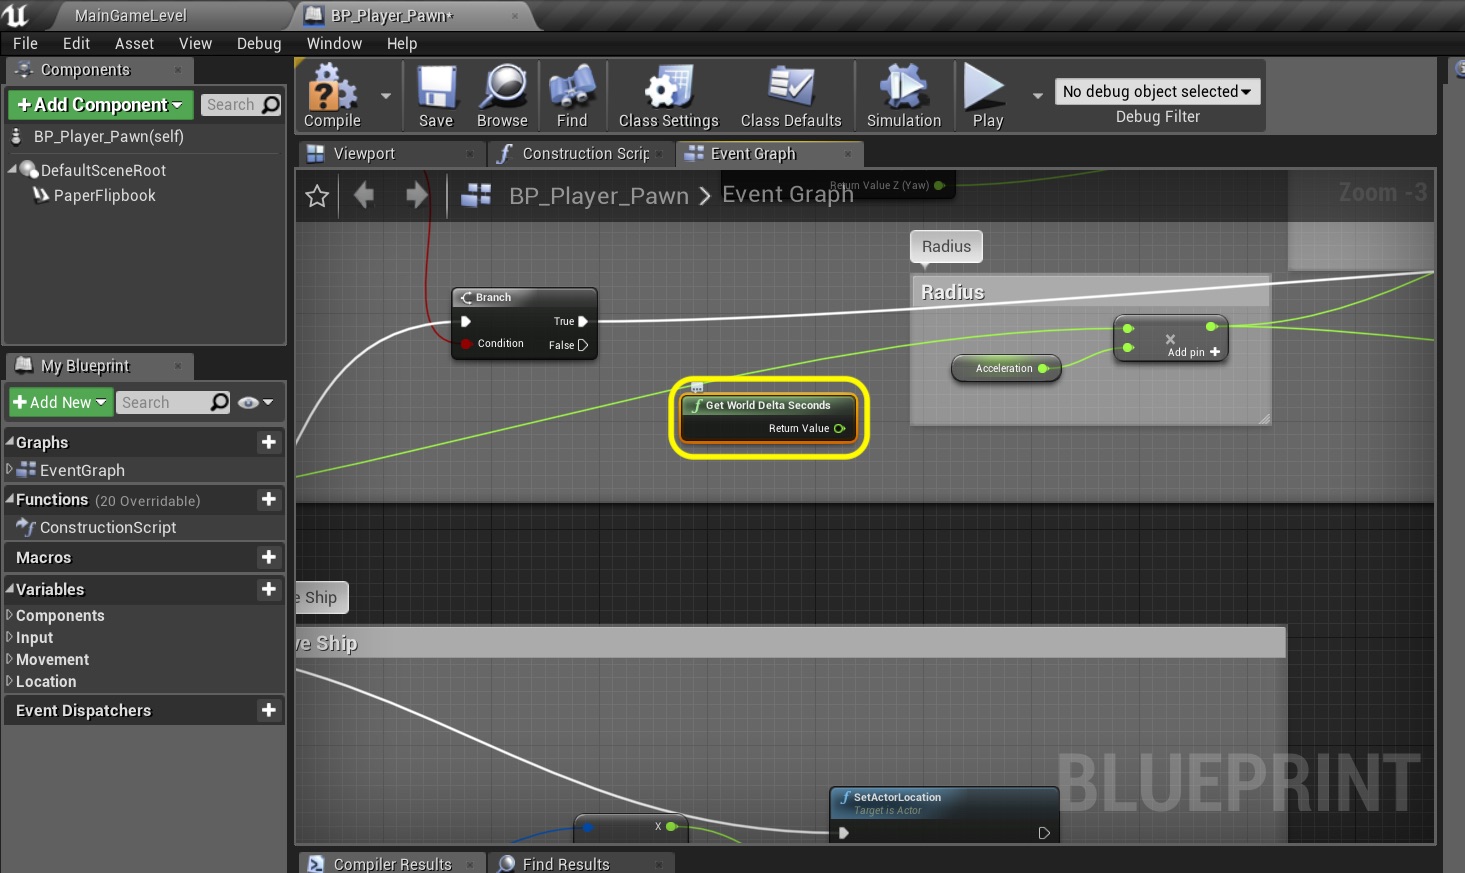 MainGameLevel
BP_Player_Pawn*
File Edit Asset View Debug Window Help
Components
+Add Component
Search
BP_Player_Pawn(self)
DefaultSceneRoot
PaperFlipbook
My Blueprint
+Add New
Search
Graphs
EventGraph
Functions (20 Overridable)
ConstructionScript
Macros
Variables
Components
Input
Movement
Location
Event Dispatchers
Compile
Save
Browse
Find
Class Settings
Class Defaults
Simulation
Play
No debug object selected
Debug Filter
Viewport
Construction Scrip
Event Graph
BP_Player_Pawn > Event Graph
Return Value Z (Yaw)
Zoom -3
Radius
Radius
Branch
True
Condition
False
Acceleration
Add pin +
Get World Delta Seconds
Return Value
e Ship
ve Ship
X
SetActorLocation
Target is Actor
BLUEPRINT
Compiler Results
Find Results